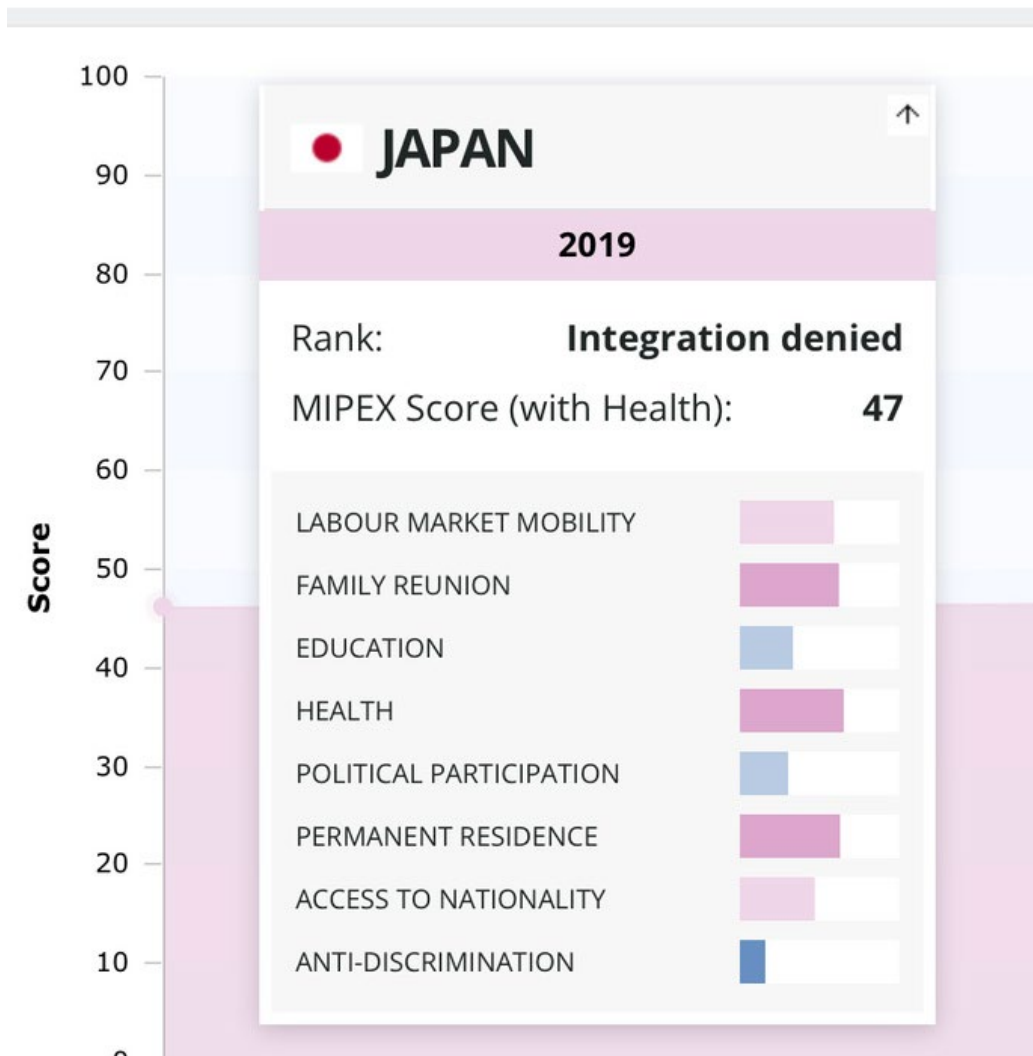 100
90
80
70
60
50
40
30
20
10
Score
↑
JAPAN
2019
Rank: Integration denied
MIPEX Score (with Health): 47
LABOUR MARKET MOBILITY
FAMILY REUNION
EDUCATION
HEALTH
POLITICAL PARTICIPATION
PERMANENT RESIDENCE
ACCESS TO NATIONALITY
ANTI-DISCRIMINATION